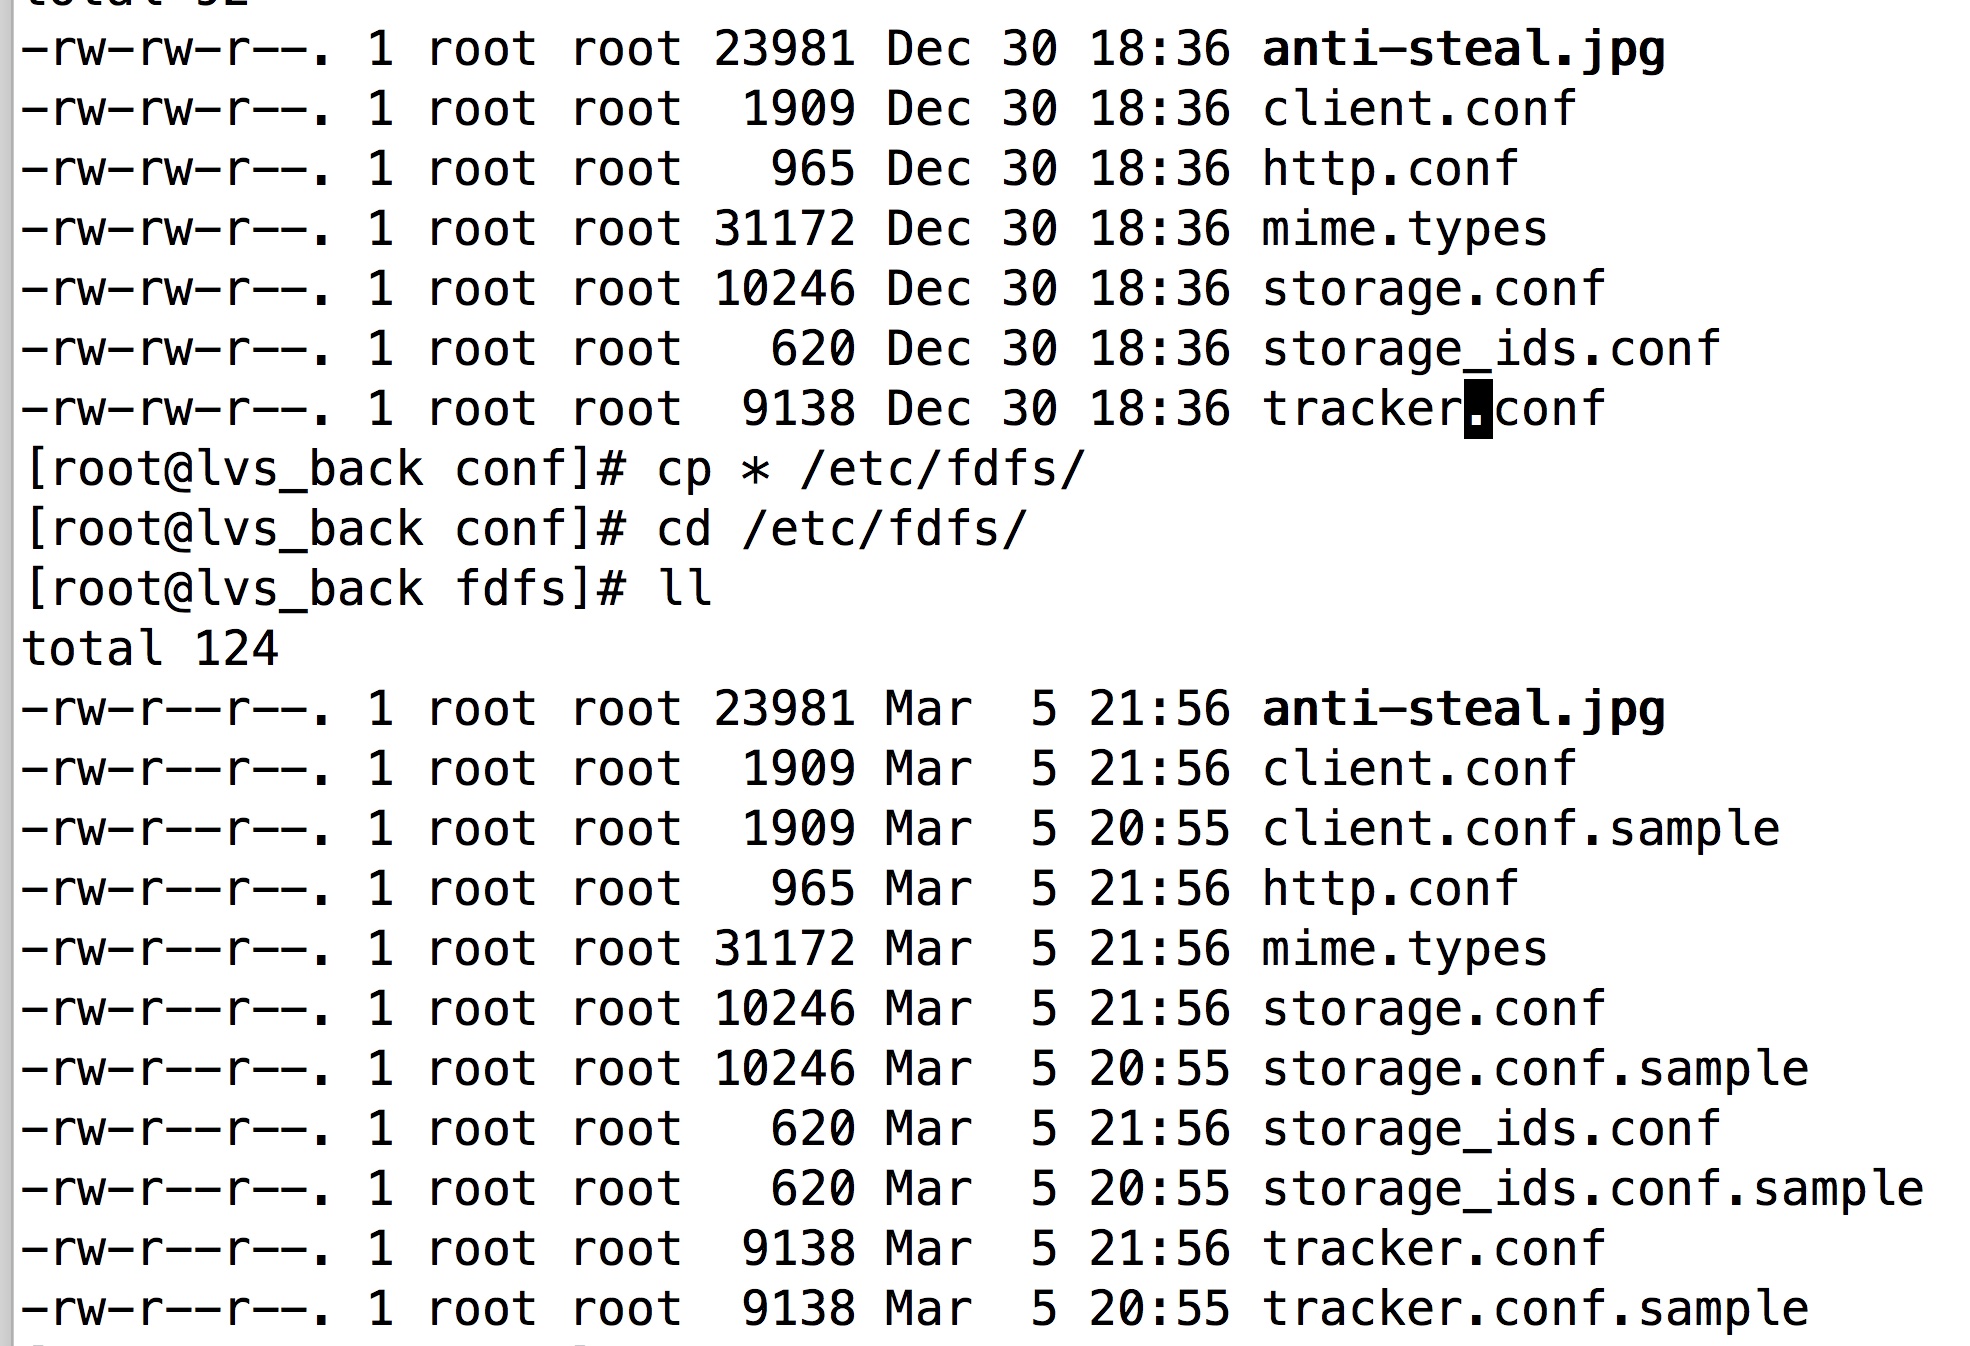 -rw-rw-r--. 1 root root 23981 Dec 30 18:36 anti-steal.jpg
-rw-rw-r--. 1 root root  1909 Dec 30 18:36 client.conf
-rw-rw-r--. 1 root root   965 Dec 30 18:36 http.conf
-rw-rw-r--. 1 root root 31172 Dec 30 18:36 mime.types
-rw-rw-r--. 1 root root 10246 Dec 30 18:36 storage.conf
-rw-rw-r--. 1 root root   620 Dec 30 18:36 storage_ids.conf
-rw-rw-r--. 1 root root  9138 Dec 30 18:36 tracker.conf
[root@lvs_back conf]# cp * /etc/fdfs/
[root@lvs_back conf]# cd /etc/fdfs/
[root@lvs_back fdfs]# ll
total 124
-rw-r--r--. 1 root root 23981 Mar  5 21:56 anti-steal.jpg
-rw-r--r--. 1 root root  1909 Mar  5 21:56 client.conf
-rw-r--r--. 1 root root  1909 Mar  5 20:55 client.conf.sample
-rw-r--r--. 1 root root   965 Mar  5 21:56 http.conf
-rw-r--r--. 1 root root 31172 Mar  5 21:56 mime.types
-rw-r--r--. 1 root root 10246 Mar  5 21:56 storage.conf
-rw-r--r--. 1 root root 10246 Mar  5 20:55 storage.conf.sample
-rw-r--r--. 1 root root   620 Mar  5 21:56 storage_ids.conf
-rw-r--r--. 1 root root   620 Mar  5 20:55 storage_ids.conf.sample
-rw-r--r--. 1 root root  9138 Mar  5 21:56 tracker.conf
-rw-r--r--. 1 root root  9138 Mar  5 20:55 tracker.conf.sample